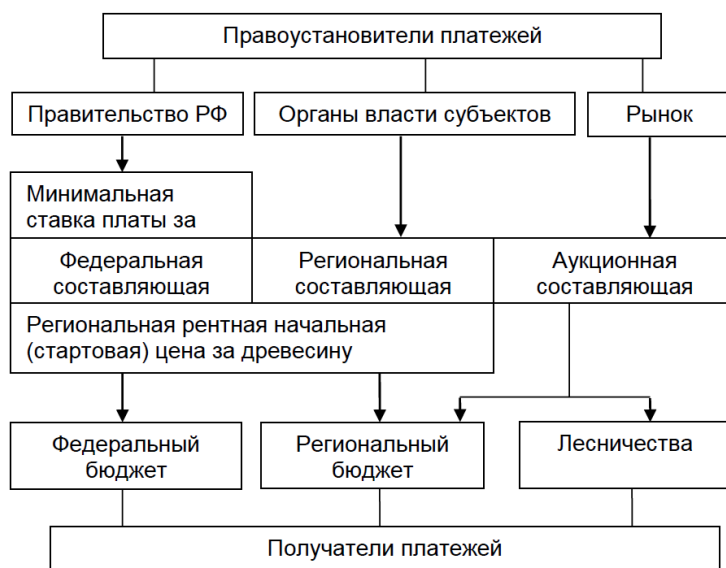 Правоустановители платежей
Правительство РФ
Органы власти субъектов
Рынок
Минимальная
ставка платы за
Федеральная
составляющая
Региональная
составляющая
Аукционная
составляющая
Региональная рентная начальная
(стартовая) цена за древесину
Федеральный
бюджет
Региональный
бюджет
Лесничества
Получатели платежей